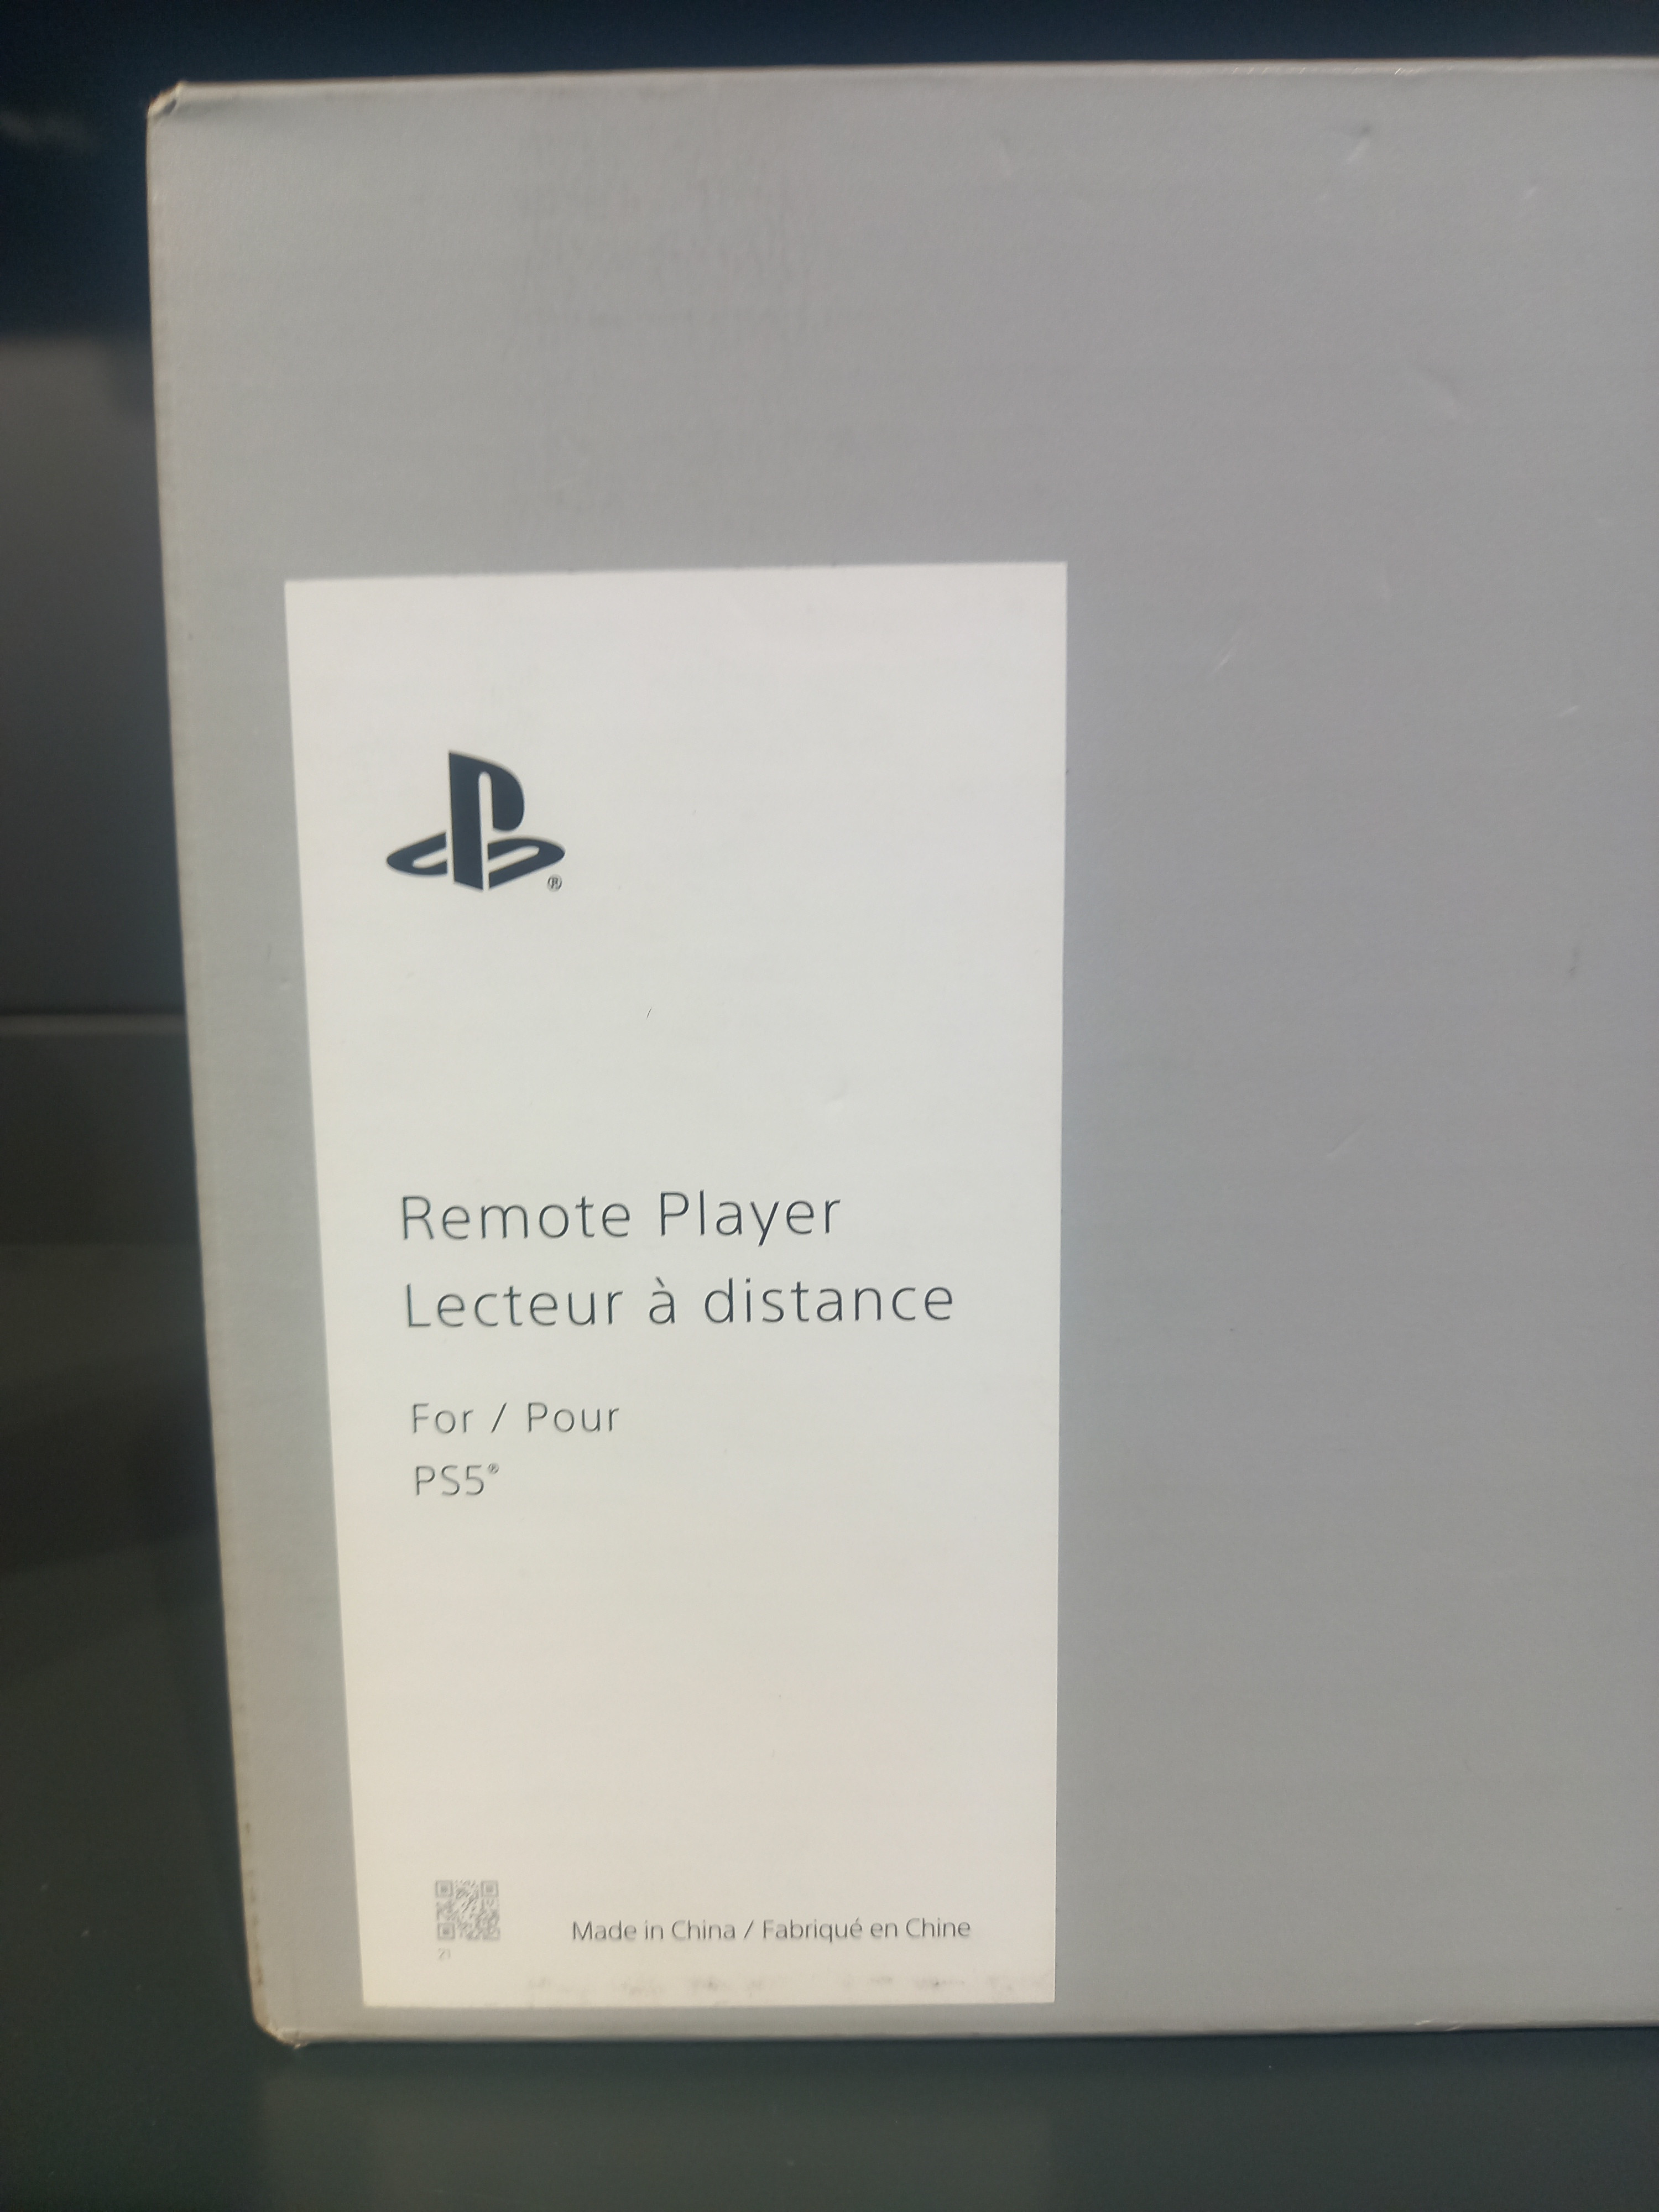 Remote Player
Lecteur à distance
For / Pour
PS5®
Made in China / Fabriqué en Chine